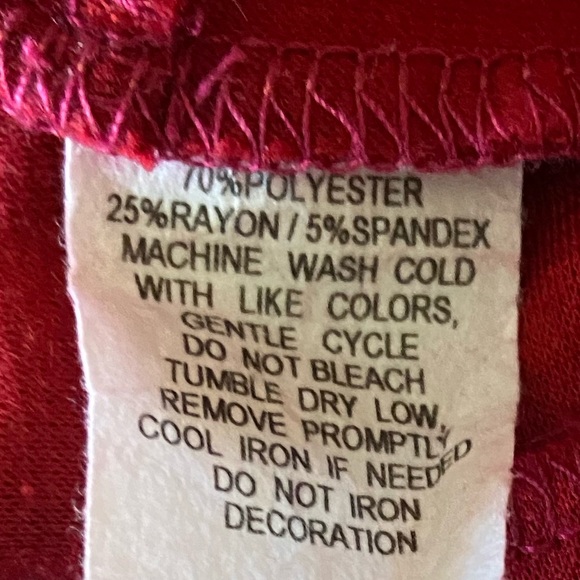 70%POLYESTER
25%RAYON / 5%SPANDEX
MACHINE WASH COLD
WITH LIKE COLORS,
GENTLE CYCLE
DO NOT BLEACH
TUMBLE DRY LOW,
REMOVE PROMPTLY
COOL IRON IF NEEDED
DO NOT IRON
DECORATION